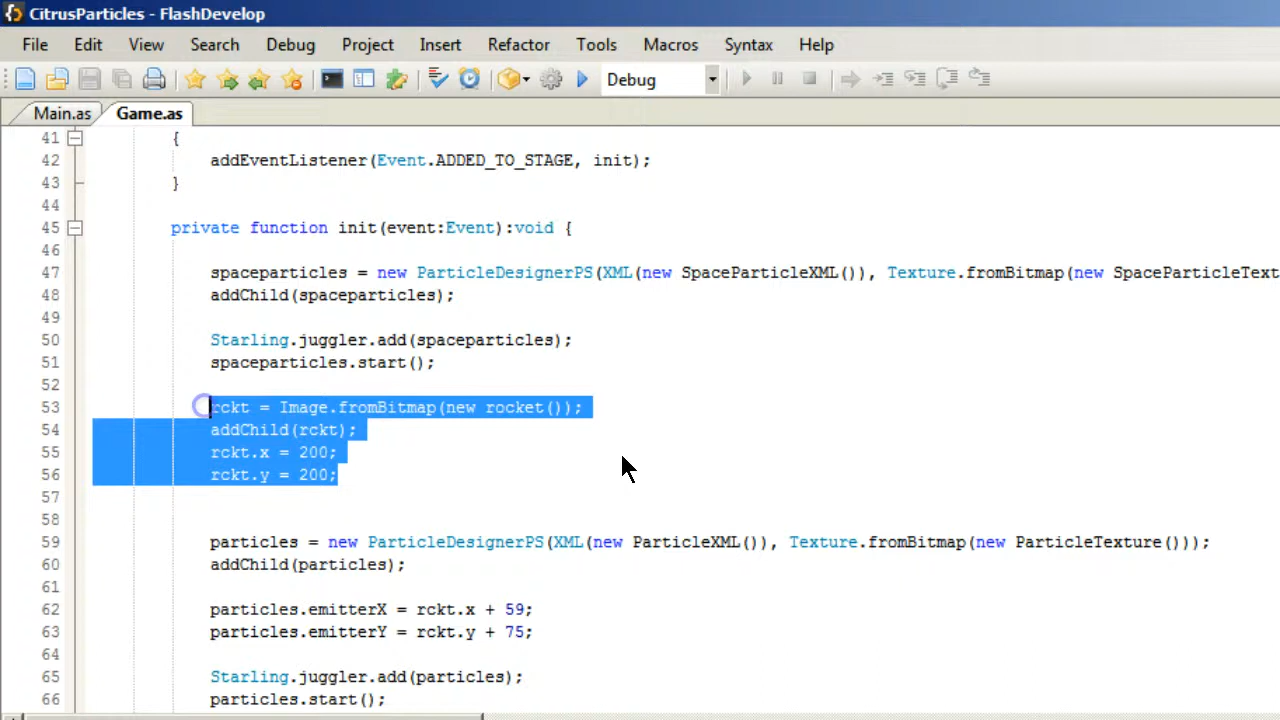 CitrusParticles - FlashDevelop
File Edit View Search Debug Project Insert Refactor Tools Macros Syntax Help
Debug
Main.as Game.as
41 {
42 addEventListener(Event.ADDED_TO_STAGE, init);
43 }
44
45 private function init(event:Event):void {
46
47 spaceparticles = new ParticleDesignerPS(XML(new SpaceParticleXML()), Texture.fromBitmap(new SpaceParticleText
48 addChild(spaceparticles);
49
50 Starling.juggler.add(spaceparticles);
51 spaceparticles.start();
52
53 rckt = Image.fromBitmap(new rocket());
54 addChild(rckt);
55 rckt.x = 200;
56 rckt.y = 200;
57
58
59 particles = new ParticleDesignerPS(XML(new ParticleXML()), Texture.fromBitmap(new ParticleTexture()));
60 addChild(particles);
61
62 particles.emitterX = rckt.x + 59;
63 particles.emitterY = rckt.y + 75;
64
65 Starling.juggler.add(particles);
66 particles.start();